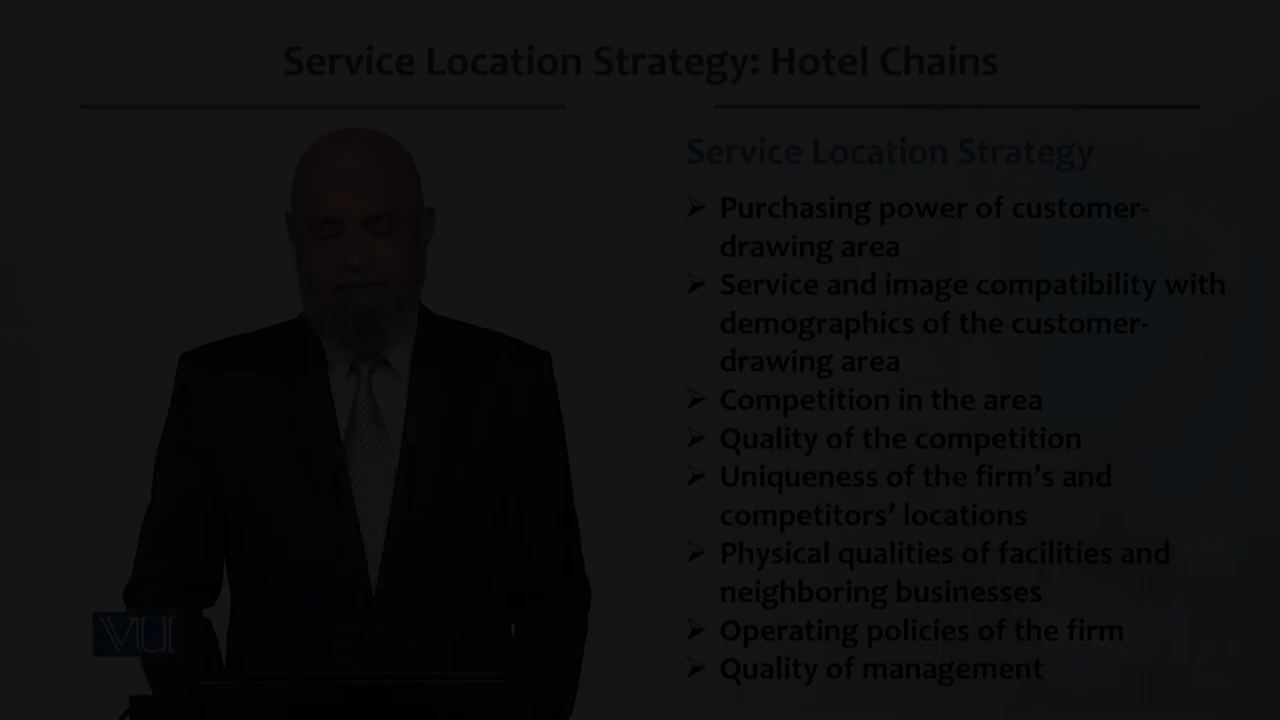 Service Location Strategy: Hotel Chains
Service Location Strategy
➢ Purchasing power of customer-
drawing area
➢ Service and image compatibility with
demographics of the customer-
drawing area
➢ Competition in the area
➢ Quality of the competition
➢ Uniqueness of the firm’s and
competitors’ locations
➢ Physical qualities of facilities and
neighboring businesses
➢ Operating policies of the firm
➢ Quality of management
VU